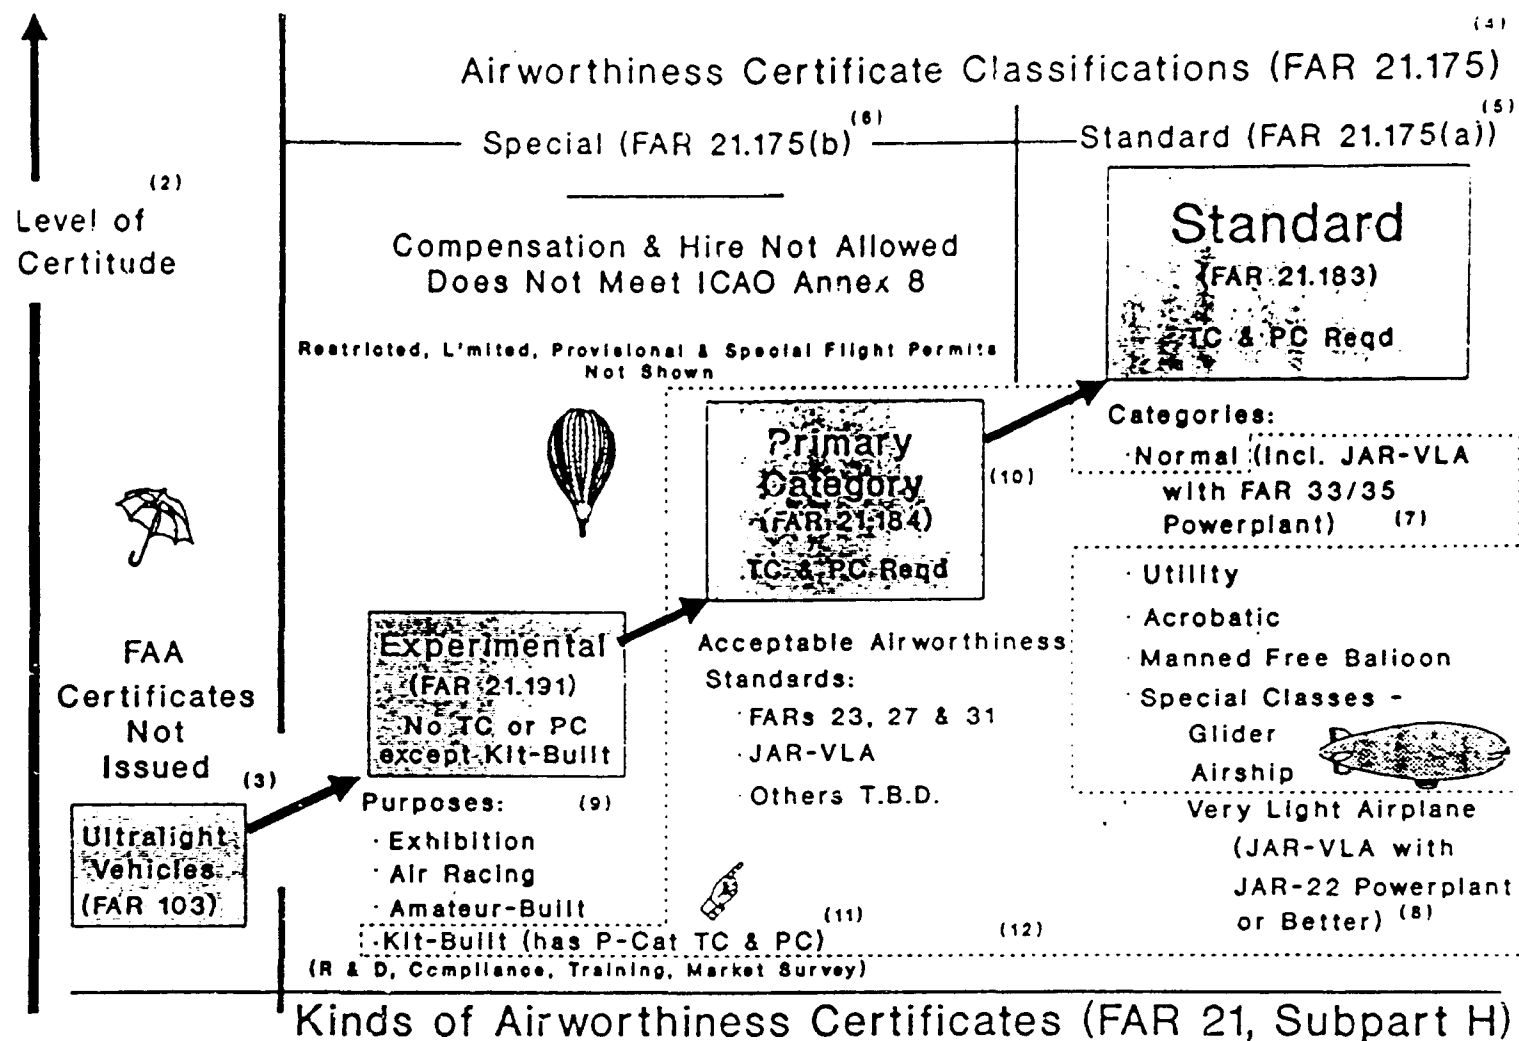 (4)
Airworthiness Certificate Classifications (FAR 21.175)
(6)
Special (FAR 21.175(b)
(5)
Standard (FAR 21.175(a))
(2)
Level of
Certitude
Compensation & Hire Not Allowed
Does Not Meet ICAO Annex 8
Restricted, L'mited, Provisional & Special Flight Permits
Not Shown
Standard
(FAR 21.183)
TC & PC Reqd
Categories:
·Normal (Incl. JAR-VLA
with FAR 33/35
Powerplant) (7)
· Utility
· Acrobatic
· Manned Free Balloon
· Special Classes -
Glider
Airship
Very Light Airplane
(JAR-VLA with
JAR-22 Powerplant
or Better) (8)
Primary
Category
(FAR 21.184)
TC & PC Reqd
(10)
Acceptable Airworthiness
Standards:
· FARs 23, 27 & 31
· JAR-VLA
· Others T.B.D.
Experimental
(FAR 21.191)
No TC or PC
except Kit-Built
Purposes: (9)
· Exhibition
· Air Racing
· Amateur-Built
(11)
·Kit-Built (has P-Cat TC & PC)
(12)
(R & D, Compliance, Training, Market Survey)
FAA
Certificates
Not
Issued
(3)
Ultralight
Vehicles
(FAR 103)
Kinds of Airworthiness Certificates (FAR 21, Subpart H)